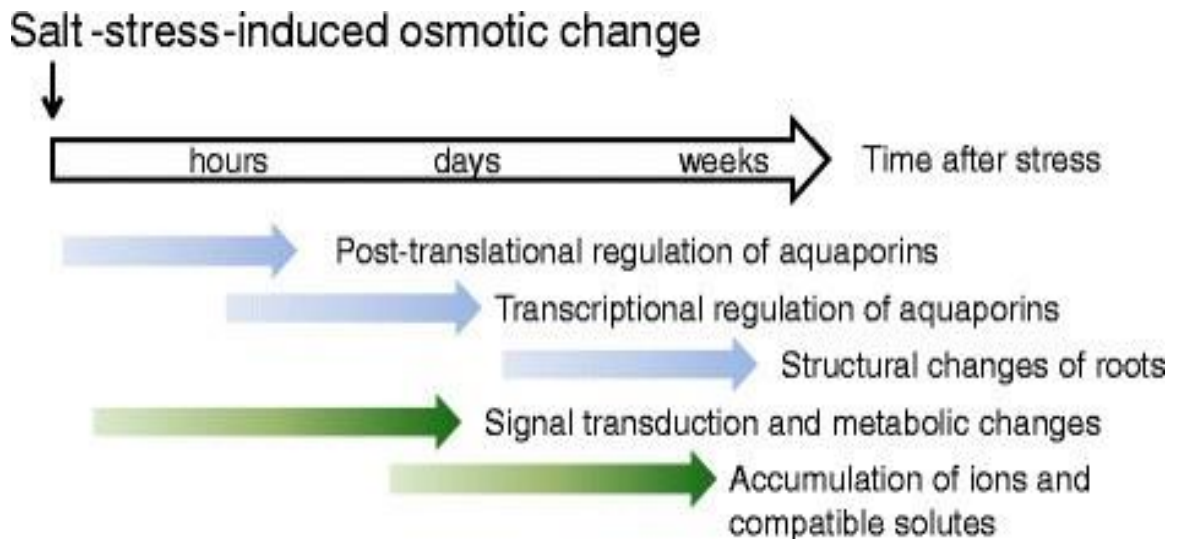 Salt-stress-induced osmotic change
hours days weeks Time after stress
Post-translational regulation of aquaporins
Transcriptional regulation of aquaporins
Structural changes of roots
Signal transduction and metabolic changes
Accumulation of ions and
compatible solutes